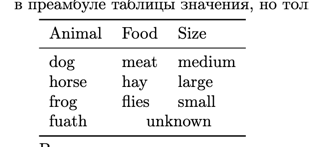 в преамбуле таблицы значения, но тол
Animal Food Size
dog meat medium
horse hay large
frog flies small
fuath unknown